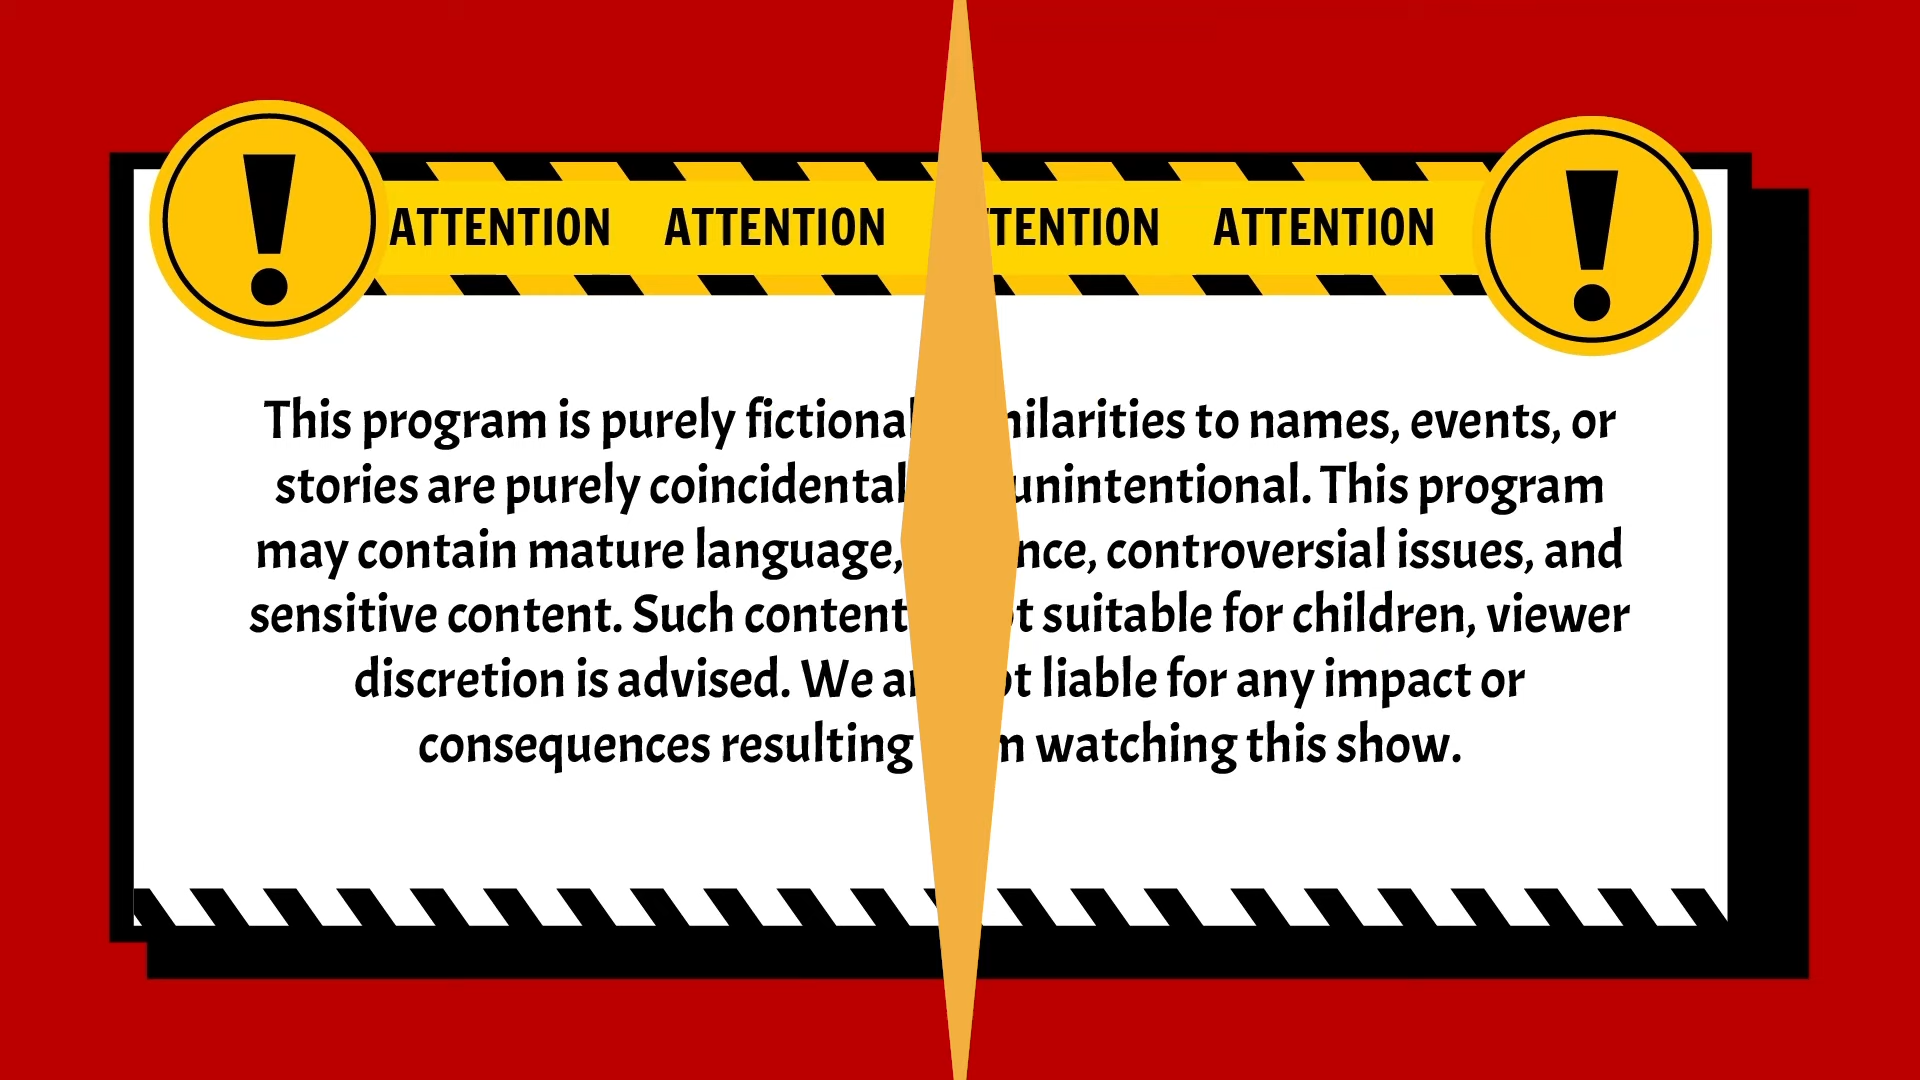 ATTENTION ATTENTION TENTION ATTENTION
This program is purely fictional to names, events, or
stories are purely coincidental unintentional. This program
may contain mature language, controversial issues, and
sensitive content. Such content suitable for children, viewer
discretion is advised. We liable for any impact or
consequences resulting watching this show.